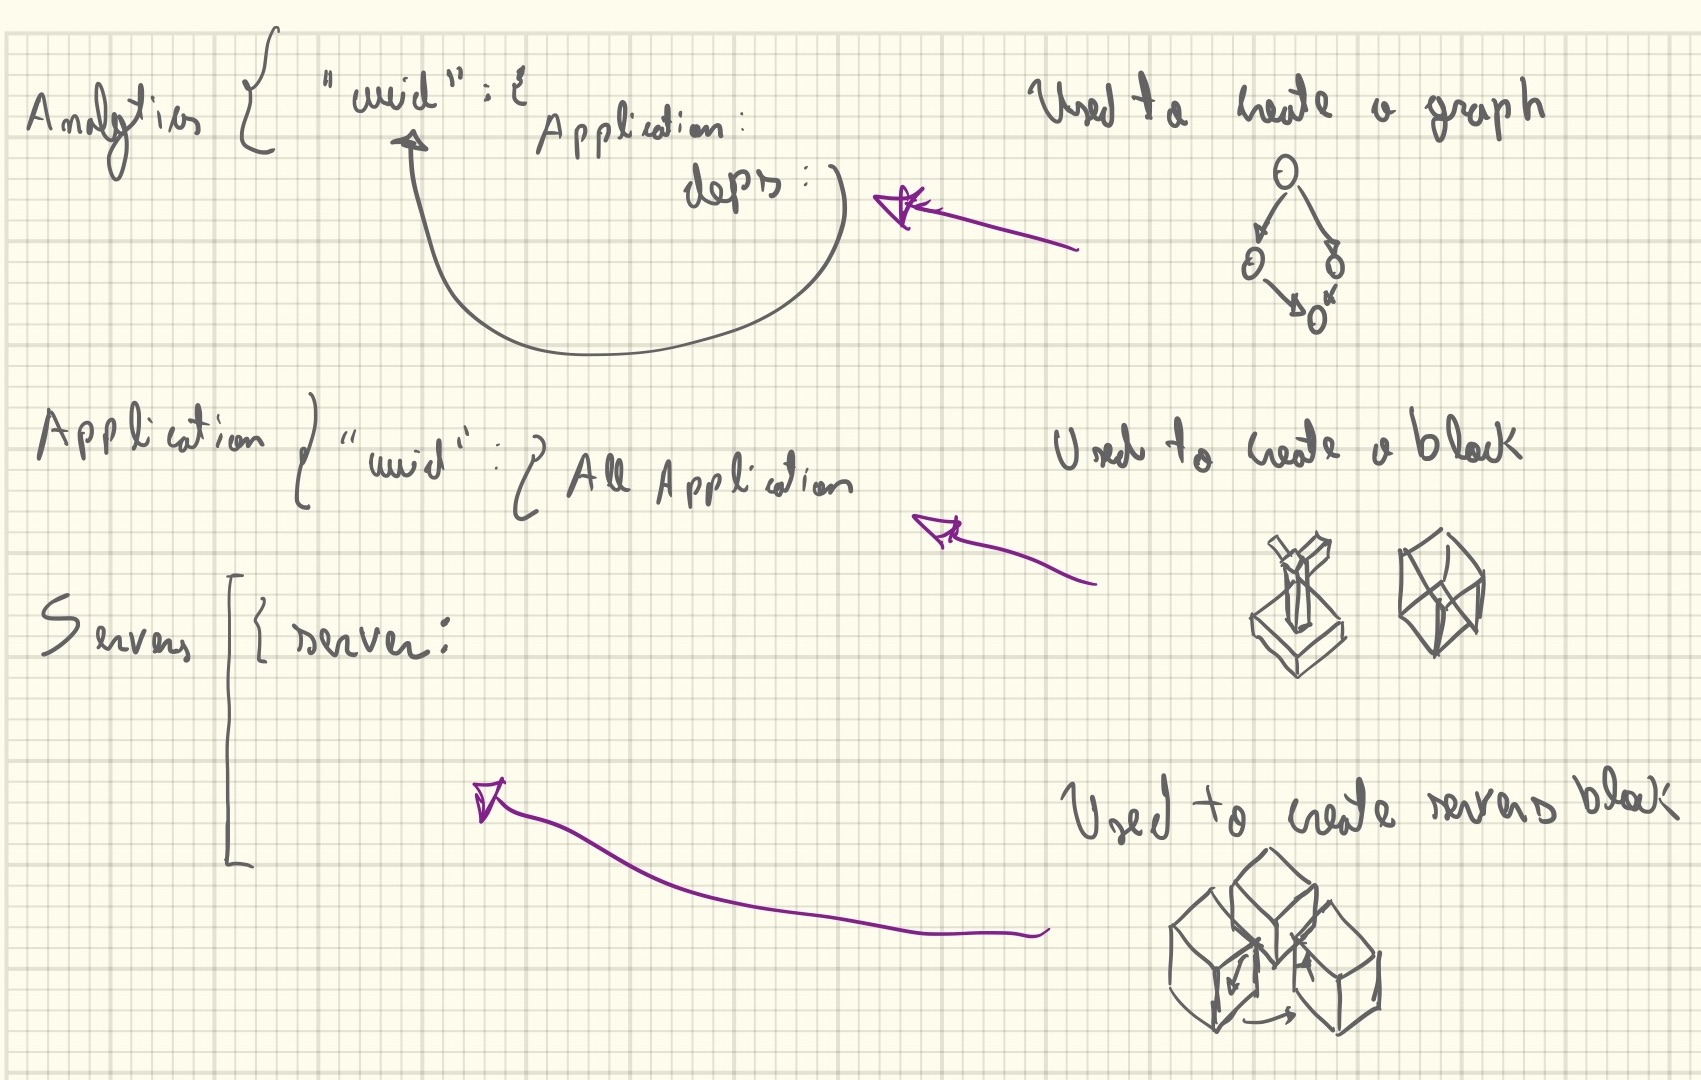 Analytics { "uuid" : {
Application :
deps :
Used to create a graph
Application { "uuid" : { All Application
Used to create a block
Servers [ { server :
Used to create servers block